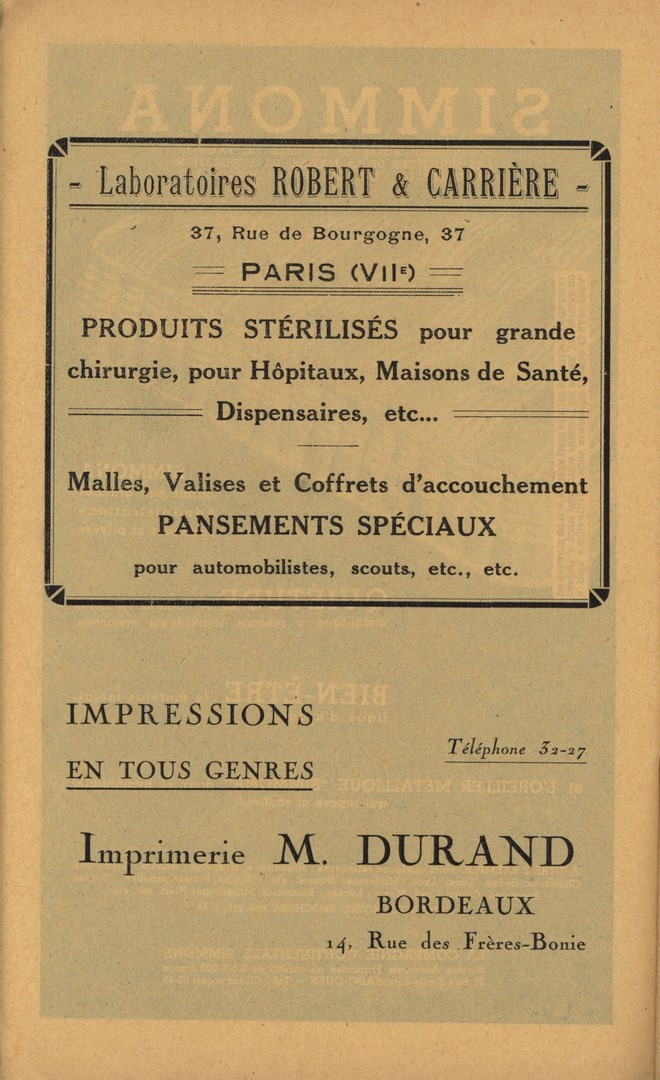 - Laboratoires ROBERT & CARRIÈRE -
37, Rue de Bourgogne, 37
PARIS (VIIᴱ)
PRODUITS STÉRILISÉS pour grande
chirurgie, pour Hôpitaux, Maisons de Santé,
Dispensaires, etc...
Malles, Valises et Coffrets d'accouchement
PANSEMENTS SPÉCIAUX
pour automobilistes, scouts, etc., etc.
IMPRESSIONS
EN TOUS GENRES
Téléphone 32-27
Imprimerie M. DURAND
BORDEAUX
14, Rue des Frères-Bonie